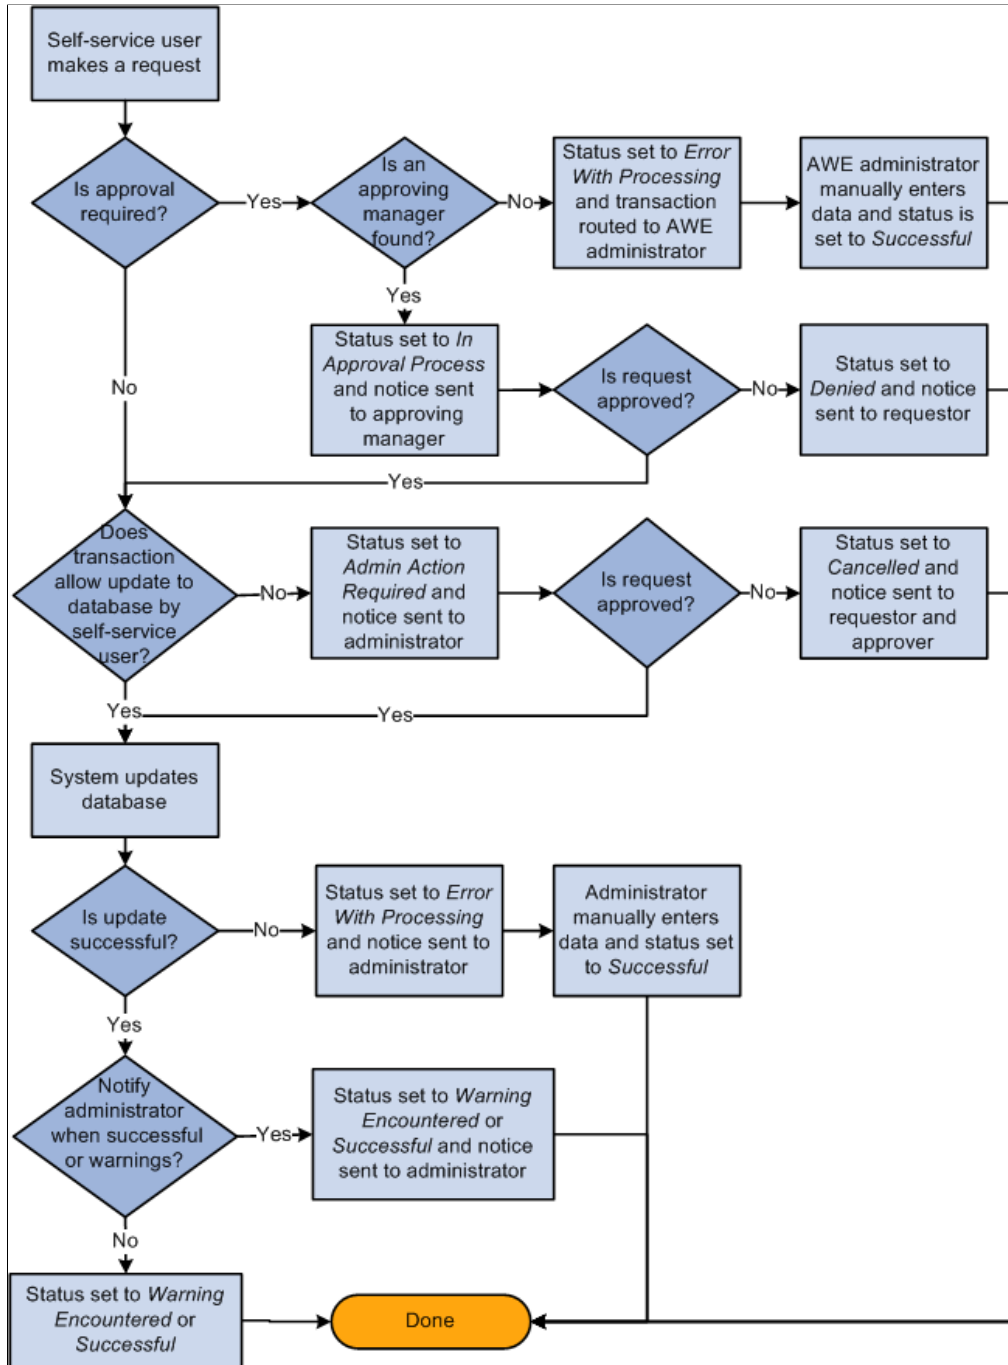 Self-service user
makes a request
Is approval
required?
Yes
Is an
approving
manager
found?
No
Status set to Error
With Processing
and transaction
routed to AWE
administrator
AWE administrator
manually enters
data and status is
set to Successful
Yes
No
Status set to In
Approval Process
and notice sent
to approving
manager
Is request
approved?
No
Status set to
Denied and notice
sent to requestor
Yes
Does
transaction
allow update to
database by
self-service
user?
No
Status set to
Admin Action
Required and
notice sent to
administrator
Is request
approved?
No
Status set to
Cancelled and
notice sent to
requestor and
approver
Yes
Yes
System updates
database
Is update
successful?
No
Status set to Error
With Processing
and notice sent to
administrator
Administrator
manually enters
data and status set
to Successful
Yes
Notify
administrator
when successful
or warnings?
Yes
Status set to Warning
Encountered or
Successful and notice
sent to administrator
No
Status set to Warning
Encountered or
Successful
Done